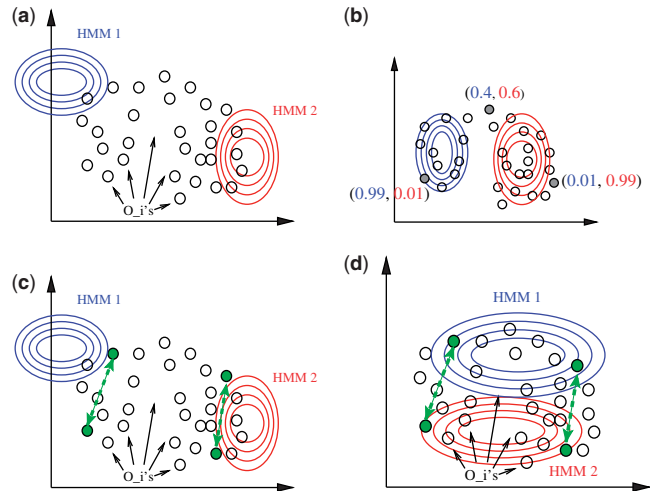 (a)
HMM 1
HMM 2
O_i's
(b)
(0.4, 0.6)
(0.99, 0.01)
(0.01, 0.99)
(c)
HMM 1
HMM 2
O_i's
(d)
HMM 1
O_i's
HMM 2